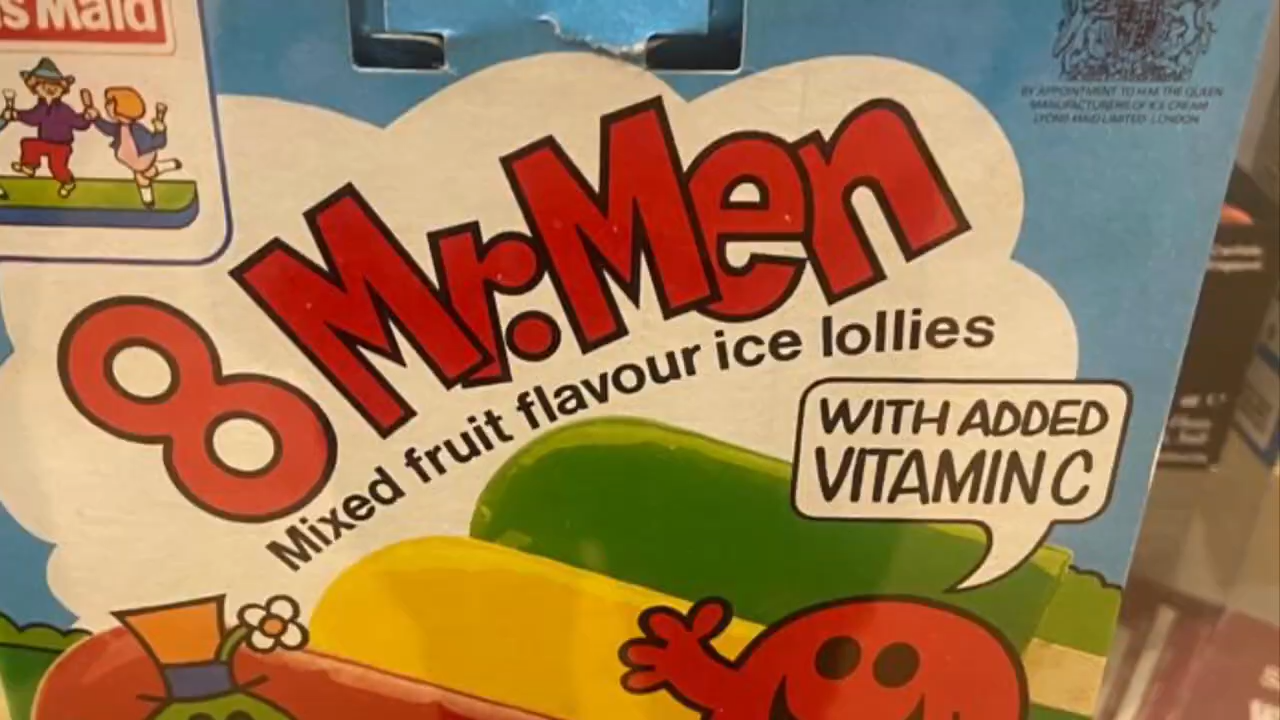 s Maid
BY APPOINTMENT TO H.M. THE QUEEN
MANUFACTURERS OF ICE CREAM
LYONS MAID LIMITED LONDON
8 Mr. Men
Mixed fruit flavour ice lollies
WITH ADDED
VITAMIN C